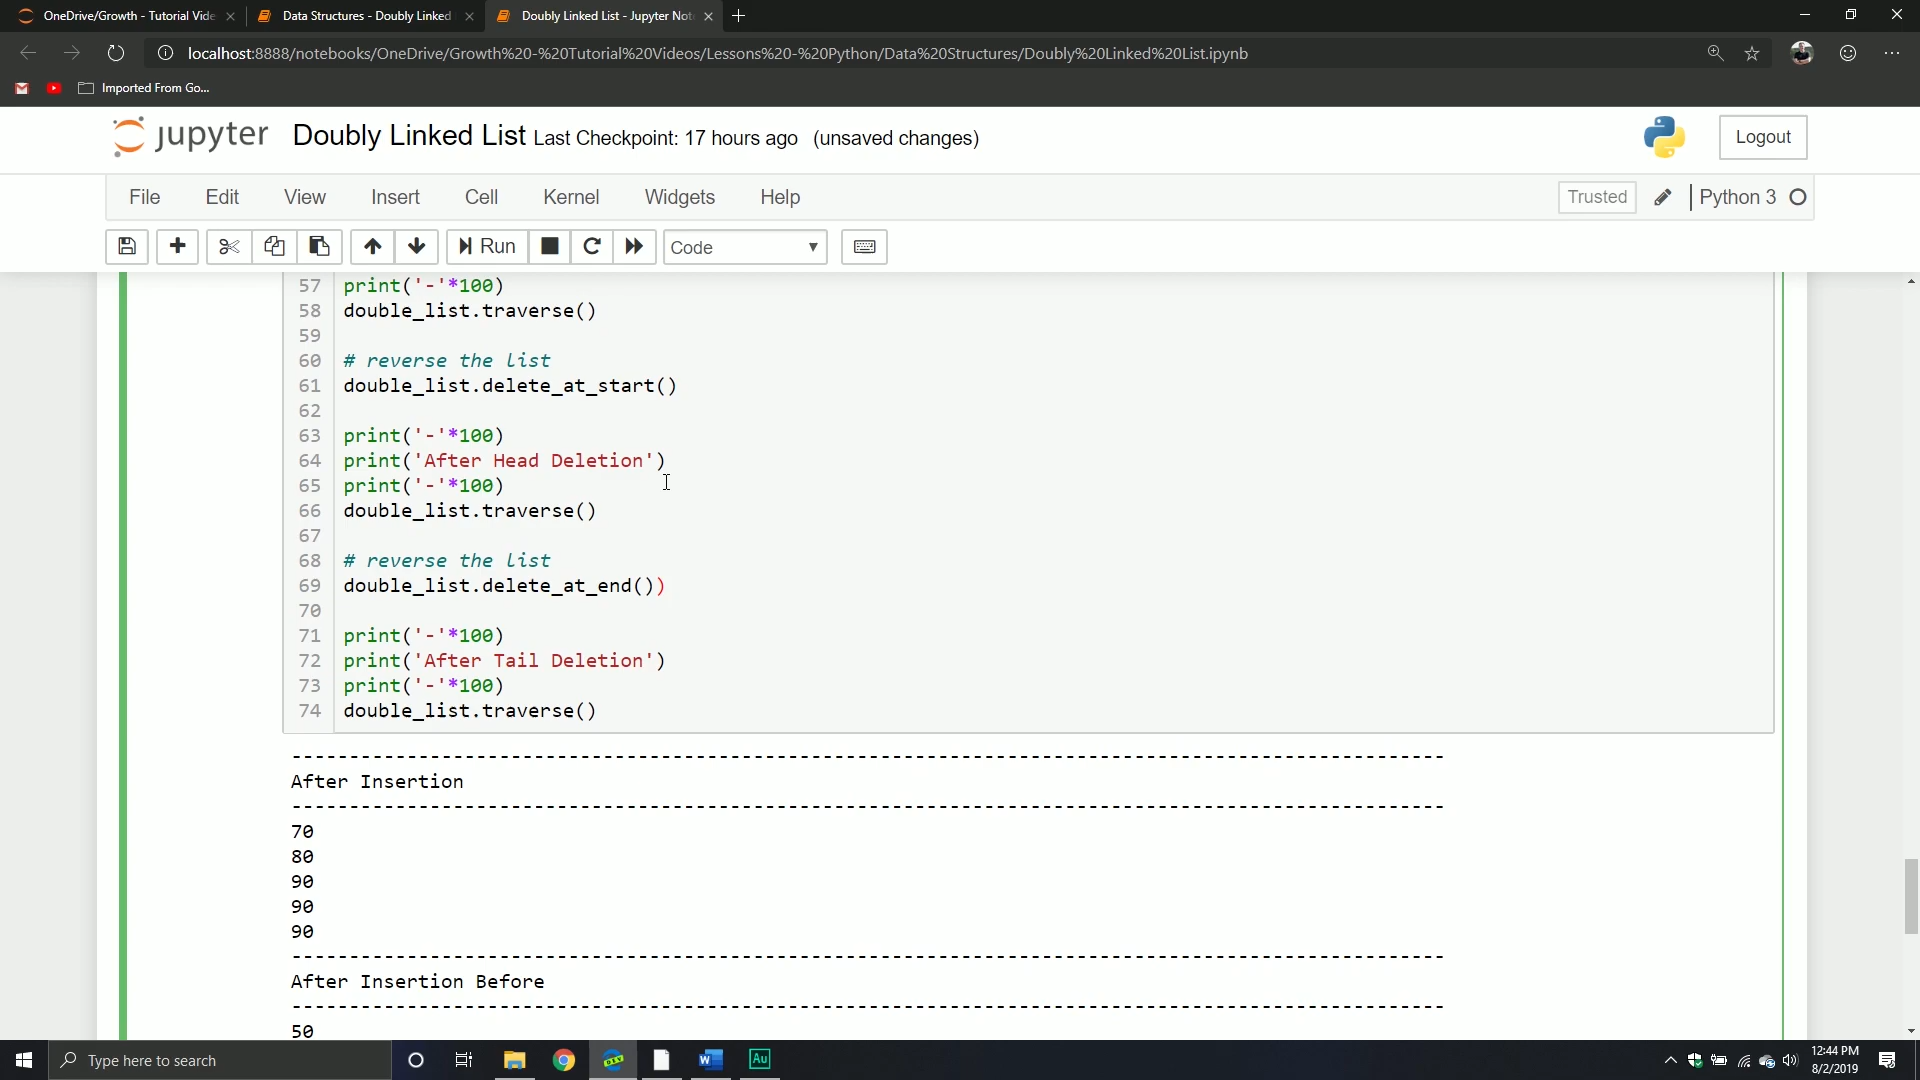 OneDrive/Growth - Tutorial Vide
Data Structures - Doubly Linked
Doubly Linked List - Jupyter Not
localhost:8888/notebooks/OneDrive/Growth%20-%20Tutorial%20Videos/Lessons%20-%20Python/Data%20Structures/Doubly%20Linked%20List.ipynb
Imported From Go...
jupyter Doubly Linked List Last Checkpoint: 17 hours ago (unsaved changes)
Logout
File Edit View Insert Cell Kernel Widgets Help
Trusted Python 3
Run Code
57 print('-'*100)
58 double_list.traverse()
59
60 # reverse the list
61 double_list.delete_at_start()
62
63 print('-'*100)
64 print('After Head Deletion')
65 print('-'*100)
66 double_list.traverse()
67
68 # reverse the list
69 double_list.delete_at_end())
70
71 print('-'*100)
72 print('After Tail Deletion')
73 print('-'*100)
74 double_list.traverse()
----------------------------------------------------------------------------------------------------
After Insertion
----------------------------------------------------------------------------------------------------
70
80
90
90
90
----------------------------------------------------------------------------------------------------
After Insertion Before
----------------------------------------------------------------------------------------------------
50
Type here to search
DEV
Au
12:44 PM
8/2/2019